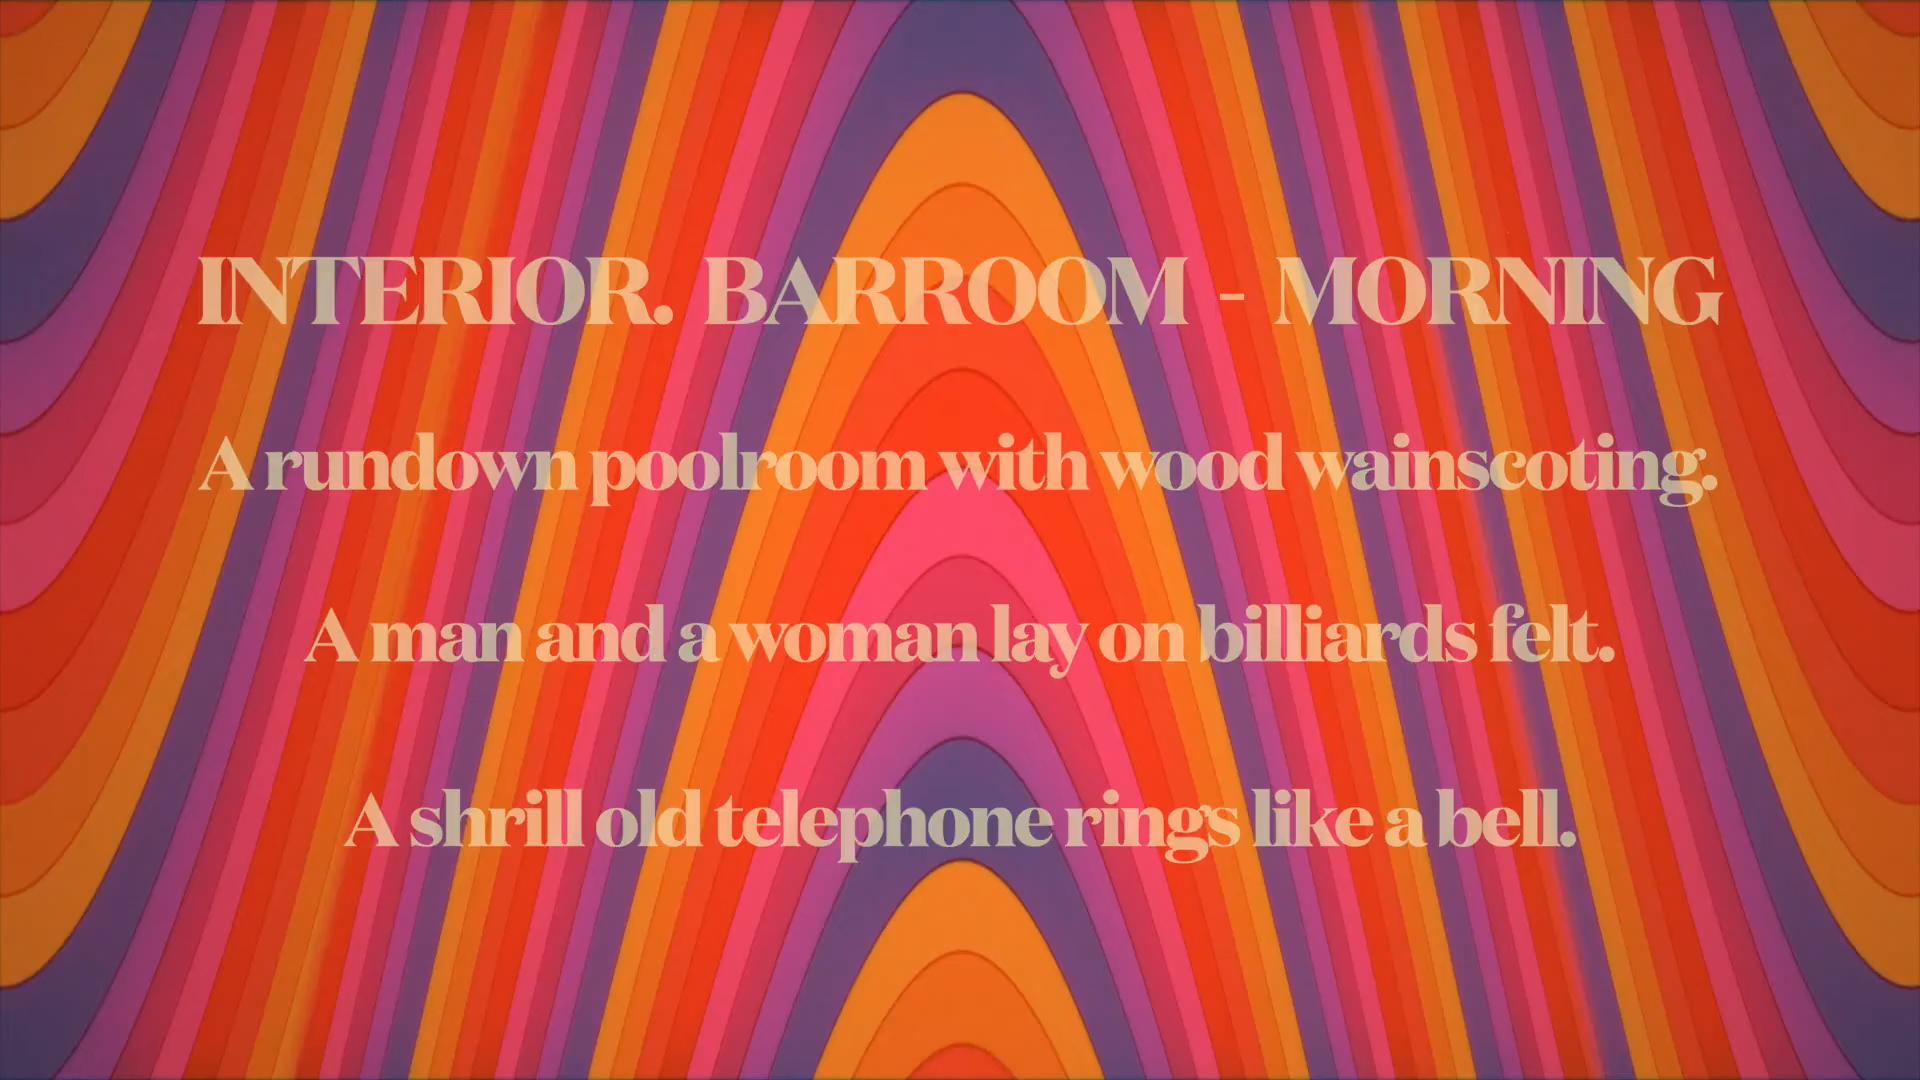 INTERIOR. BARROOM - MORNING
A rundown poolroom with wood wainscoting.
A man and a woman lay on billiards felt.
A shrill old telephone rings like a bell.